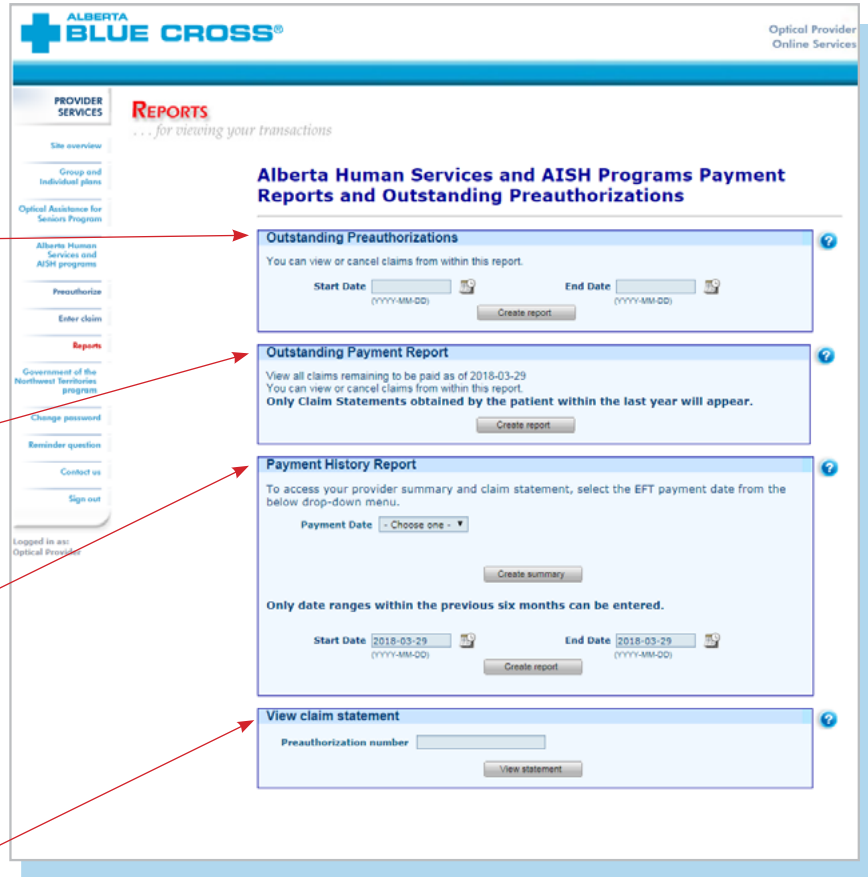 ALBERTA
BLUE CROSS®
Optical Provider
Online Services
PROVIDER
SERVICES
Site overview
Group and
Individual plans
Optical Assistance for
Seniors Program
Alberta Human
Services and
AISH programs
Preauthorize
Enter claim
Reports
Government of the
Northwest Territories
program
Change password
Reminder question
Contact us
Sign out
Logged in as:
Optical Provider
REPORTS
. . . for viewing your transactions
Alberta Human Services and AISH Programs Payment
Reports and Outstanding Preauthorizations
Outstanding Preauthorizations
?
You can view or cancel claims from within this report.
Start Date End Date
(YYYY-MM-DD) (YYYY-MM-DD)
Create report
Outstanding Payment Report
?
View all claims remaining to be paid as of 2018-03-29
You can view or cancel claims from within this report.
Only Claim Statements obtained by the patient within the last year will appear.
Create report
Payment History Report
?
To access your provider summary and claim statement, select the EFT payment date from the
below drop-down menu.
Payment Date - Choose one -
Create summary
Only date ranges within the previous six months can be entered.
Start Date 2018-03-29 End Date 2018-03-29
(YYYY-MM-DD) (YYYY-MM-DD)
Create report
View claim statement
?
Preauthorization number
View statement